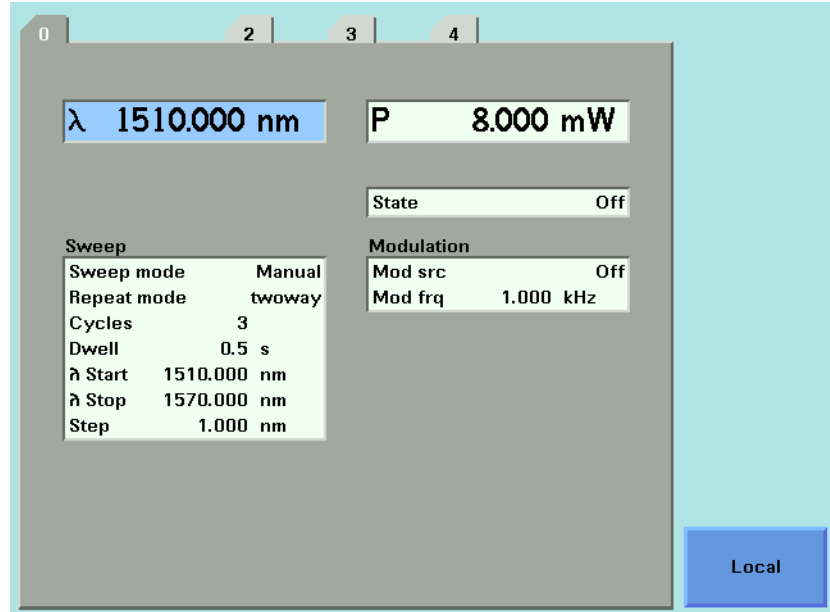 0 2 3 4
λ 1510.000 nm P 8.000 mW
State Off
Sweep Modulation
Sweep mode Manual Mod src Off
Repeat mode twoway Mod frq 1.000 kHz
Cycles 3
Dwell 0.5 s
λ Start 1510.000 nm
λ Stop 1570.000 nm
Step 1.000 nm
Local